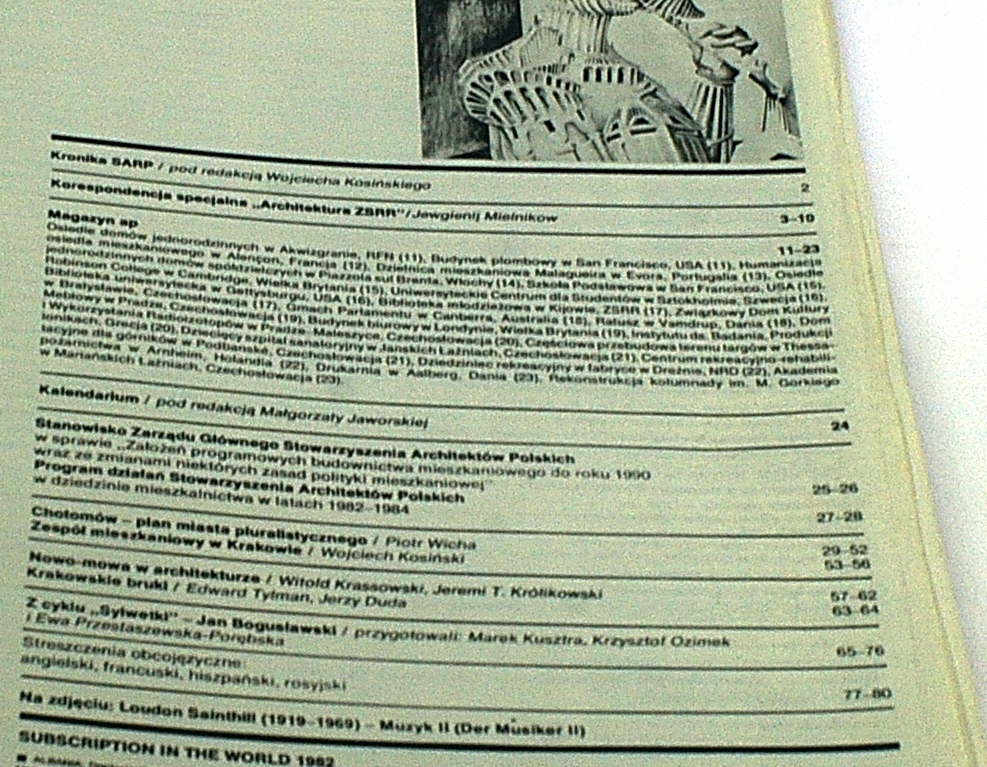 Kronika SARP / pod redakcją Wojciecha Kosińskiego 2
Korespondencja specjalna „Architektura ZSRR"/Jewgienij Mielnikow 3–10
Magazyn ap 11–23
Osiedle domów jednorodzinnych w Akwizgranie, RFN (11), Budynek plombowy w San Francisco, USA (11), Humanizacja
osiedla mieszkaniowego w Alençon, Francja (12), Dzielnica mieszkaniowa Malagueira w Evora, Portugalia (13), Osiedle
jednorodzinnych domów spółdzielczych w Piazzola sul Brenta, Włochy (14), Szkoła Podstawowa w San Francisco, USA (15),
Robinson College w Cambridge, Wielka Brytania (15), Uniwersyteckie Centrum dla Studentów w Sztokholmie, Szwecja (16),
Biblioteka uniwersytecka w Gettysburgu, USA (16), Biblioteka młodzieżowa w Kijowie, ZSRR (17), Związkowy Dom Kultury
w Bratysławie, Czechosłowacja (17), Gmach Parlamentu w Canberra, Australia (18), Ratusz w Vamdrup, Dania (18), Dom
Meblowy w Pradze, Czechosłowacja (19), Budynek biurowy w Londynie, Wielka Brytania (19), Instytutu ds. Badania, Produkcji
i Wykorzystania Radioizotopów w Pradze-Maleszyce, Czechosłowacja (20), Częściowa przebudowa terenu targów w Thessa-
lonikach, Grecja (20), Dziecięcy szpital sanatoryjny w Jańskich Łaźniach, Czechosłowacja (21), Centrum rekreacyjno-rehabili-
tacyjne dla górników w Podbanské, Czechosłowacja (21), Dziedziniec rekreacyjny w fabryce w Dreźnie, NRD (22), Akademia
pożarnictwa w Arnheim, Holandia (22), Drukarnia w Aalberg, Dania (23), Rekonstrukcja kolumnady im. M. Gorkiego
w Mariańskich Łaźniach, Czechosłowacja (23).
Kalendarium / pod redakcją Małgorzaty Jaworskiej 24
Stanowisko Zarządu Głównego Stowarzyszenia Architektów Polskich
w sprawie „Założeń programowych budownictwa mieszkaniowego do roku 1990
wraz ze zmianami niektórych zasad polityki mieszkaniowej" 25–26
Program działań Stowarzyszenia Architektów Polskich
w dziedzinie mieszkalnictwa w latach 1982–1984 27–28
Chotomów – plan miasta pluralistycznego / Piotr Wicha 29–52
Zespół mieszkaniowy w Krakowie / Wojciech Kosiński 53–56
Nowo-mowa w architekturze / Witold Krassowski, Jeremi T. Królikowski 57–62
Krakowskie bruki / Edward Tylman, Jerzy Duda 63–64
Z cyklu „Sylwetki" – Jan Bogusławski / przygotowali: Marek Kusztra, Krzysztof Ozimek
i Ewa Przestaszewska-Porębska 65–76
Streszczenia obcojęzyczne:
angielski, francuski, hiszpański, rosyjski 77–80
Na zdjęciu: Loudon Sainthill (1919–1969) – Muzyk II (Der Musiker II)
SUBSCRIPTION IN THE WORLD 1982